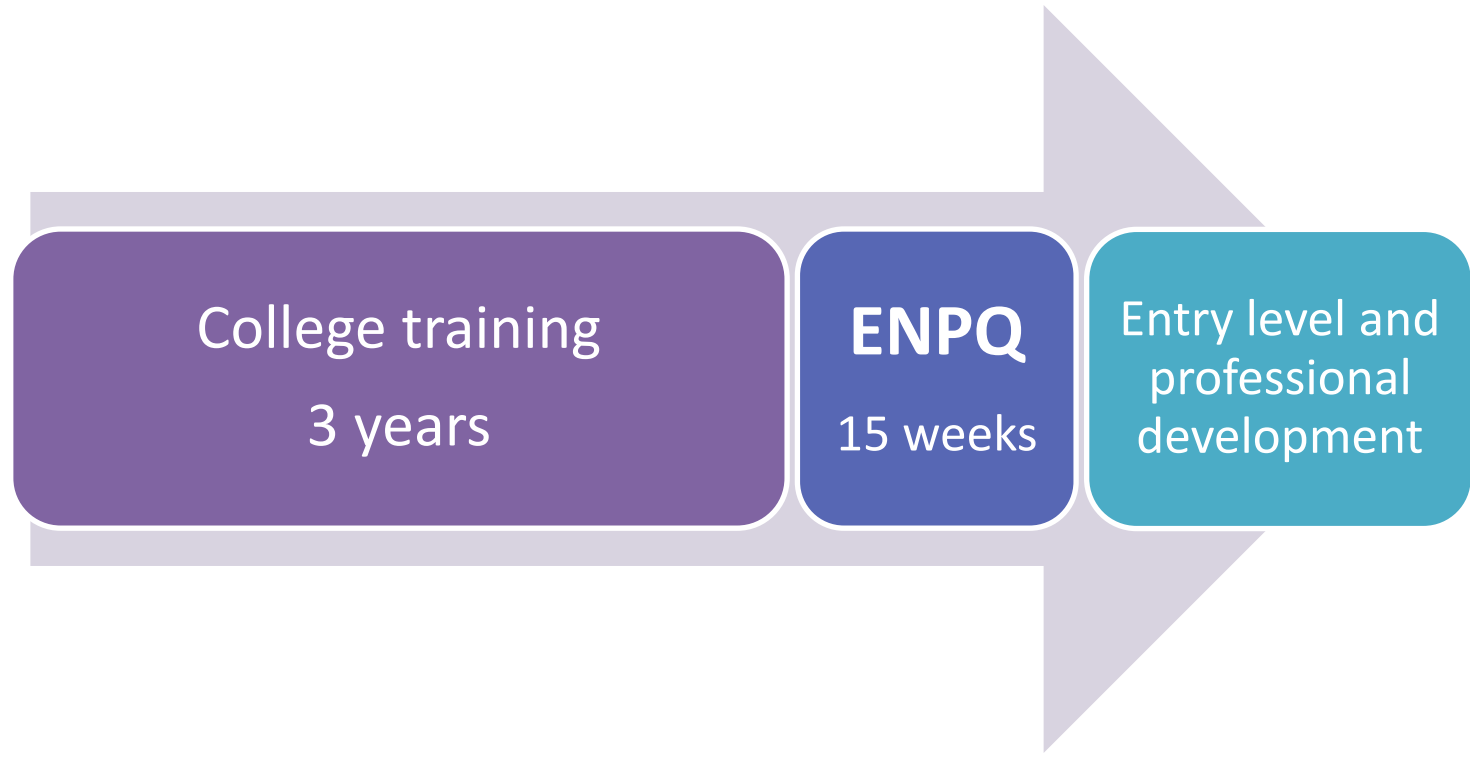 College training
3 years
ENPQ
15 weeks
Entry level and
professional
development